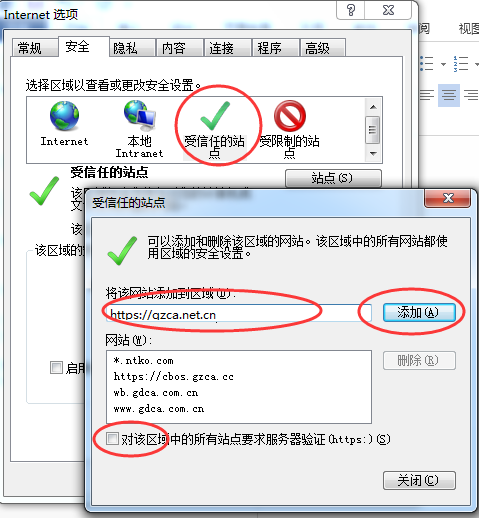 Internet 选项
常规
安全
隐私
内容
连接
程序
高级
选择区域以查看或更改安全设置。
Internet
本地
Intranet
受信任的站
点
受限制的站
点
受信任的站点
站点(S)
该区域的
启用
受信任的站点
可以添加和删除该区域的网站。该区域中的所有网站都使
用区域的安全设置。
将该网站添加到区域(D):
https://gzca.net.cn
添加(A)
网站(W):
*.ntko.com
https://cbos.gzca.cc
wb.gdca.com.cn
www.gdca.com.cn
删除(R)
对该区域中的所有站点要求服务器验证(https:)(S)
关闭(C)
阅
视图